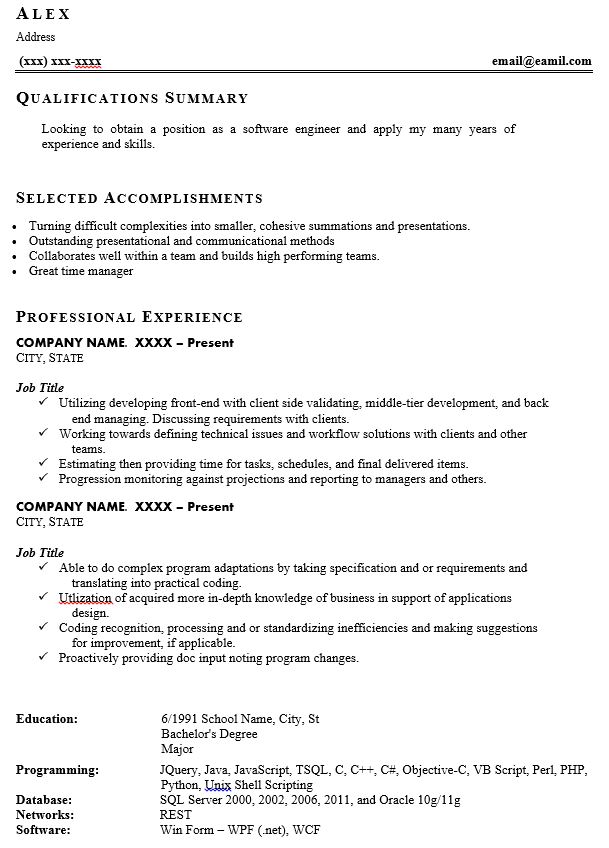 ALEX
Address
(xxx) xxx-xxxx email@eamil.com
QUALIFICATIONS SUMMARY
Looking to obtain a position as a software engineer and apply my many years of
experience and skills.
SELECTED ACCOMPLISHMENTS
• Turning difficult complexities into smaller, cohesive summations and presentations.
• Outstanding presentational and communicational methods
• Collaborates well within a team and builds high performing teams.
• Great time manager
PROFESSIONAL EXPERIENCE
COMPANY NAME. XXXX – Present
CITY, STATE
Job Title
✓ Utilizing developing front-end with client side validating, middle-tier development, and back
end managing. Discussing requirements with clients.
✓ Working towards defining technical issues and workflow solutions with clients and other
teams.
✓ Estimating then providing time for tasks, schedules, and final delivered items.
✓ Progression monitoring against projections and reporting to managers and others.
COMPANY NAME. XXXX – Present
CITY, STATE
Job Title
✓ Able to do complex program adaptations by taking specification and or requirements and
translating into practical coding.
✓ Utlization of acquired more in-depth knowledge of business in support of applications
design.
✓ Coding recognition, processing and or standardizing inefficiencies and making suggestions
for improvement, if applicable.
✓ Proactively providing doc input noting program changes.
Education: 6/1991 School Name, City, St
Bachelor's Degree
Major
Programming: JQuery, Java, JavaScript, TSQL, C, C++, C#, Objective-C, VB Script, Perl, PHP,
Python, Unix Shell Scripting
Database: SQL Server 2000, 2002, 2006, 2011, and Oracle 10g/11g
Networks: REST
Software: Win Form – WPF (.net), WCF